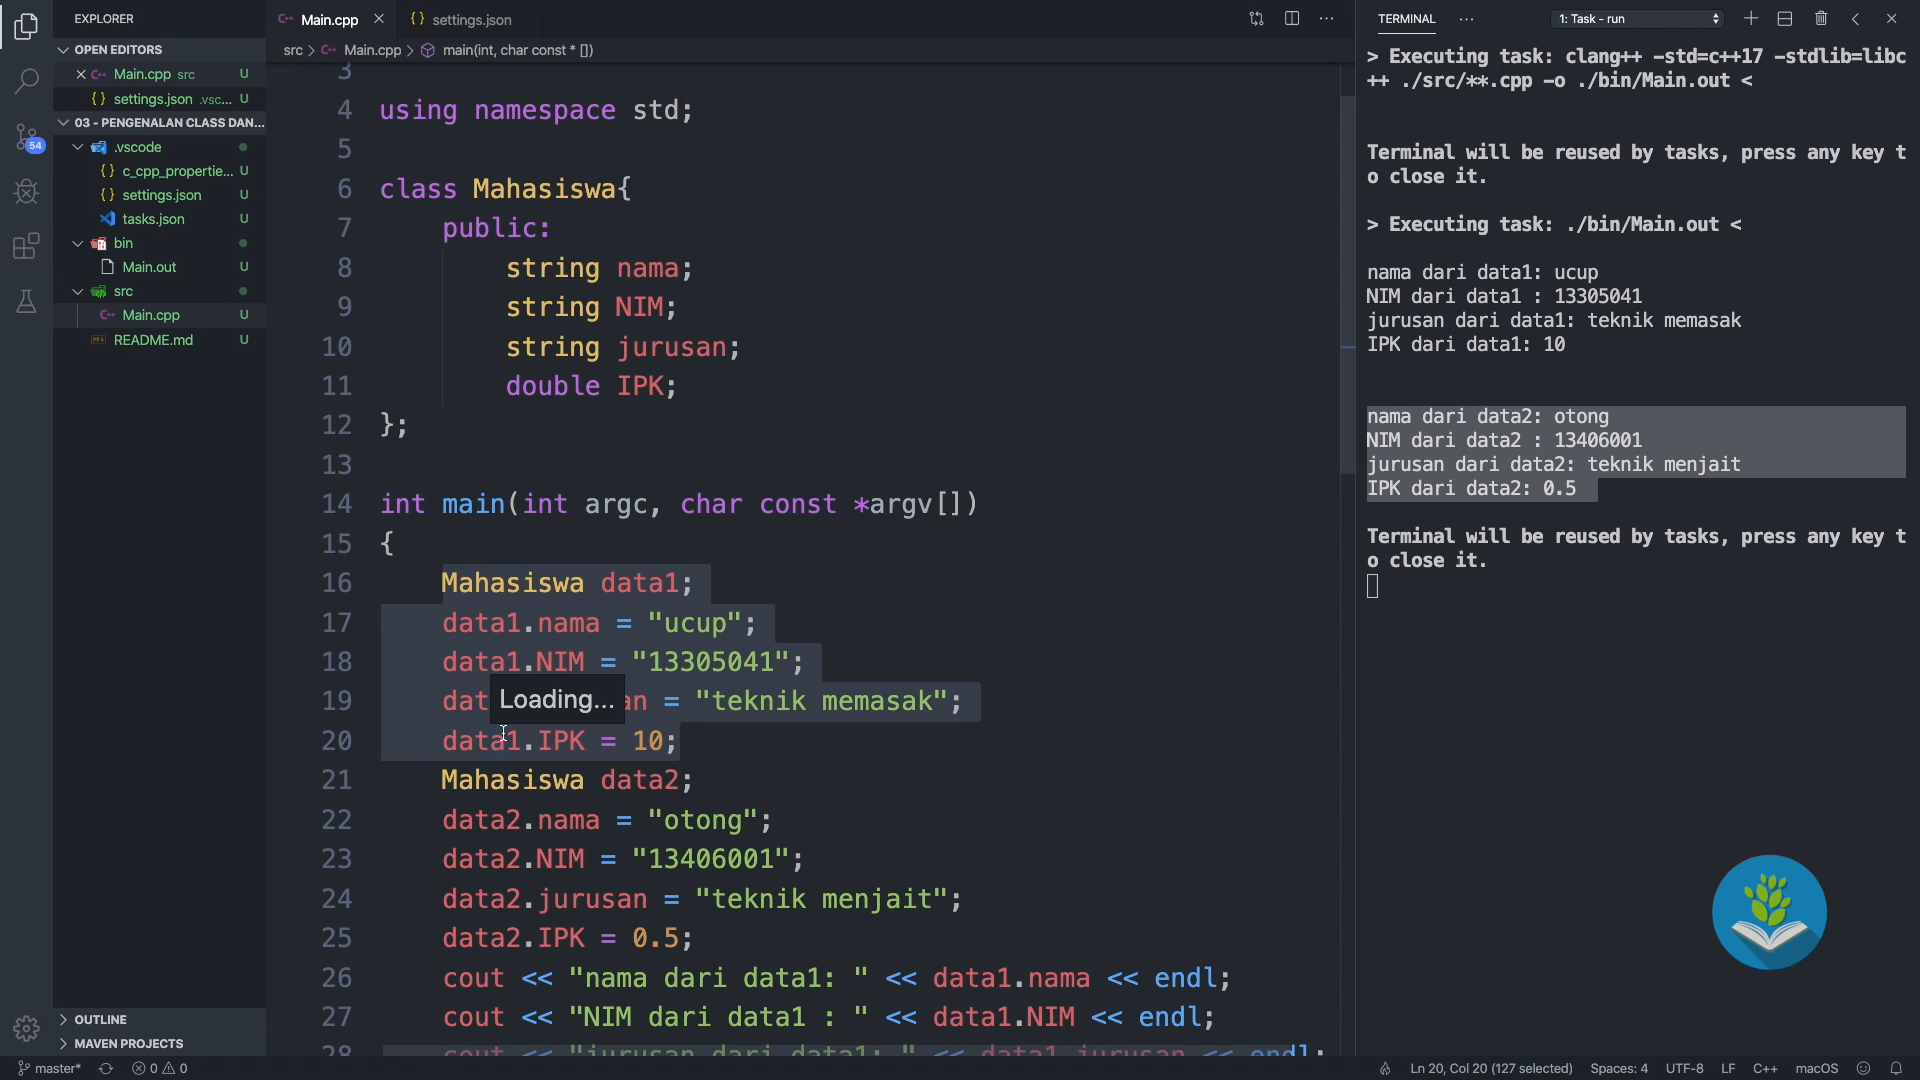 EXPLORER
OPEN EDITORS
Main.cpp src U
settings.json .vsc... U
03 - PENGENALAN CLASS DAN...
.vscode
c_cpp_propertie... U
settings.json U
tasks.json U
bin
Main.out U
src
Main.cpp U
README.md U
54
OUTLINE
MAVEN PROJECTS
Main.cpp
settings.json
src > Main.cpp > main(int, char const * [])
3
4 using namespace std;
5
6 class Mahasiswa{
7 public:
8 string nama;
9 string NIM;
10 string jurusan;
11 double IPK;
12 };
13
14 int main(int argc, char const *argv[])
15 {
16 Mahasiswa data1;
17 data1.nama = "ucup";
18 data1.NIM = "13305041";
19 dat Loading... an = "teknik memasak";
20 data1.IPK = 10;
21 Mahasiswa data2;
22 data2.nama = "otong";
23 data2.NIM = "13406001";
24 data2.jurusan = "teknik menjait";
25 data2.IPK = 0.5;
26 cout << "nama dari data1: " << data1.nama << endl;
27 cout << "NIM dari data1 : " << data1.NIM << endl;
28 cout << "jurusan dari data1: " << data1.jurusan << endl;
TERMINAL
1: Task - run
> Executing task: clang++ -std=c++17 -stdlib=libc
++ ./src/**.cpp -o ./bin/Main.out <
Terminal will be reused by tasks, press any key t
o close it.
> Executing task: ./bin/Main.out <
nama dari data1: ucup
NIM dari data1 : 13305041
jurusan dari data1: teknik memasak
IPK dari data1: 10
nama dari data2: otong
NIM dari data2 : 13406001
jurusan dari data2: teknik menjait
IPK dari data2: 0.5
Terminal will be reused by tasks, press any key t
o close it.
master* 0 0
Ln 20, Col 20 (127 selected) Spaces: 4 UTF-8 LF C++ macOS